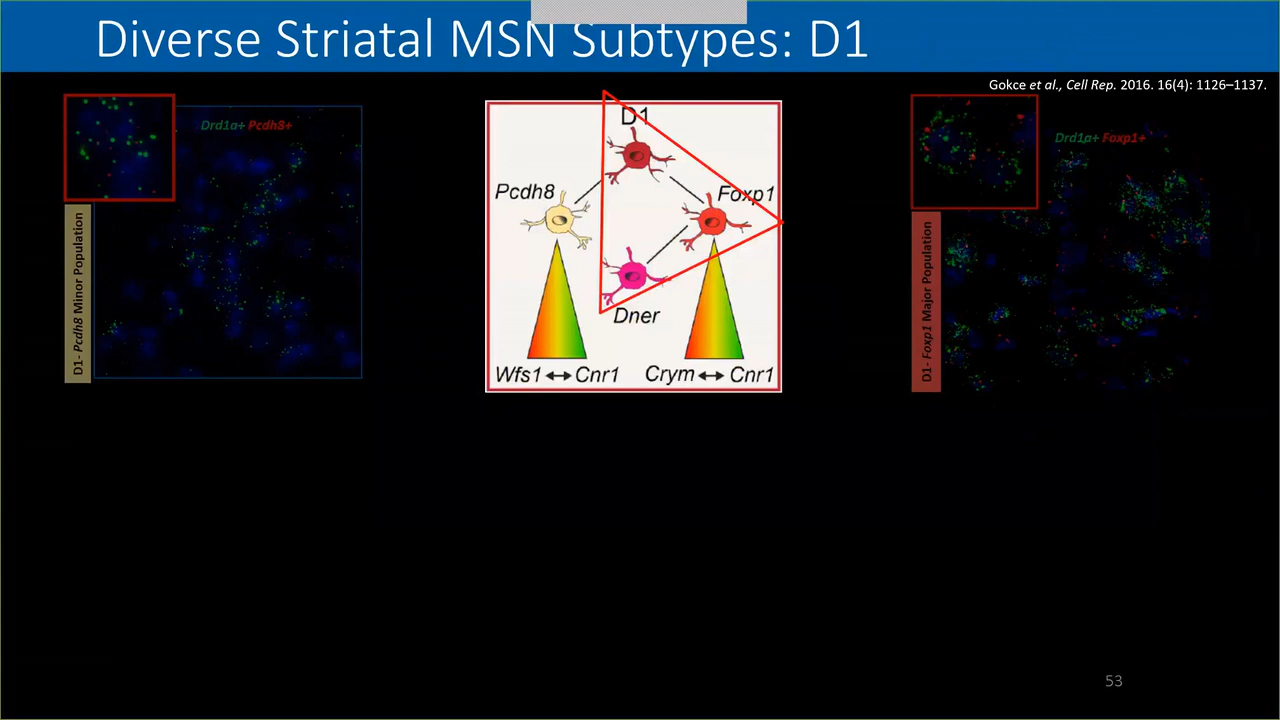 Diverse Striatal MSN Subtypes: D1
Gokce et al., Cell Rep. 2016. 16(4): 1126–1137.
Drd1a+ Pcdh8+
D1- Pcdh8 Minor Population
D1
Pcdh8
Foxp1
Dner
Wfs1 ↔ Cnr1
Crym ↔ Cnr1
Drd1a+ Foxp1+
D1- Foxp1 Major Population
53